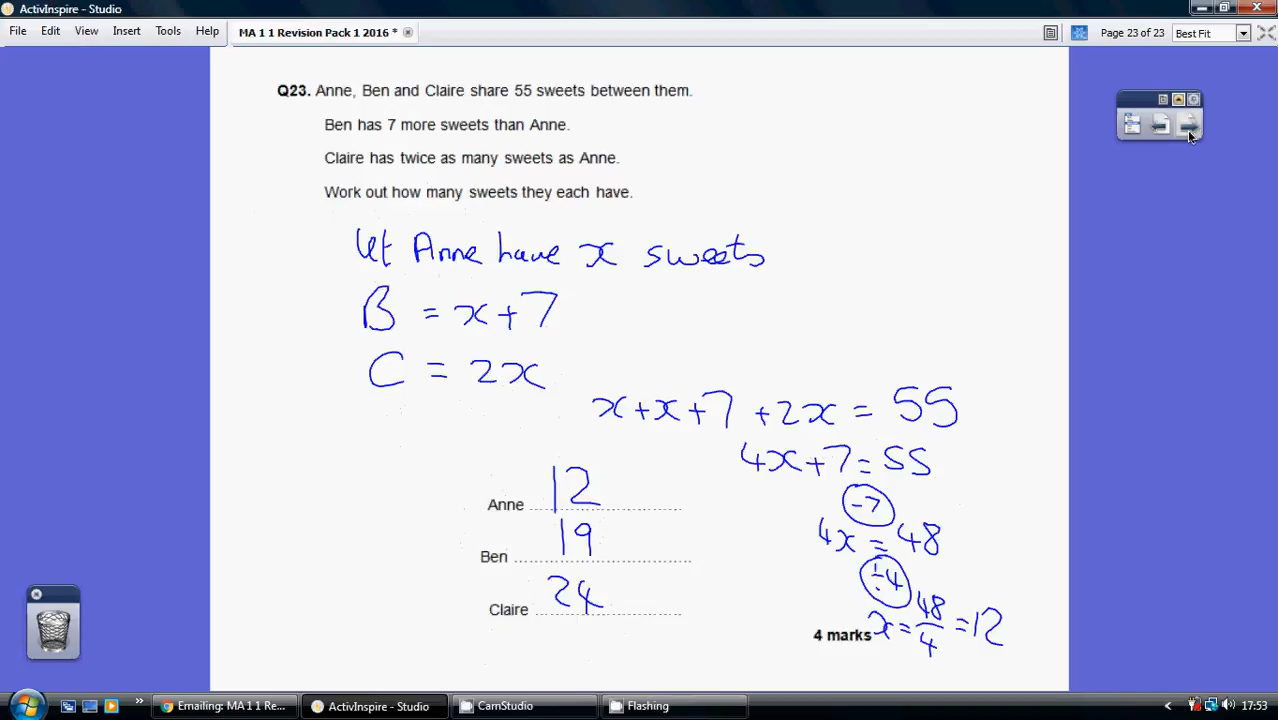 ActivInspire - Studio
File Edit View Insert Tools Help
MA 1 1 Revision Pack 1 2016 *
Page 23 of 23
Best Fit
Q23. Anne, Ben and Claire share 55 sweets between them.
Ben has 7 more sweets than Anne.
Claire has twice as many sweets as Anne.
Work out how many sweets they each have.
let Anne have x sweets
B = x+7
C = 2x
x+x+7 +2x = 55
4x+7=55
-7
4x = 48
÷4
x = 48/4 = 12
Anne 12
Ben 19
Claire 24
4 marks
Emailing: MA 1 1 Re...
ActivInspire - Studio
CamStudio
Flashing
17:53